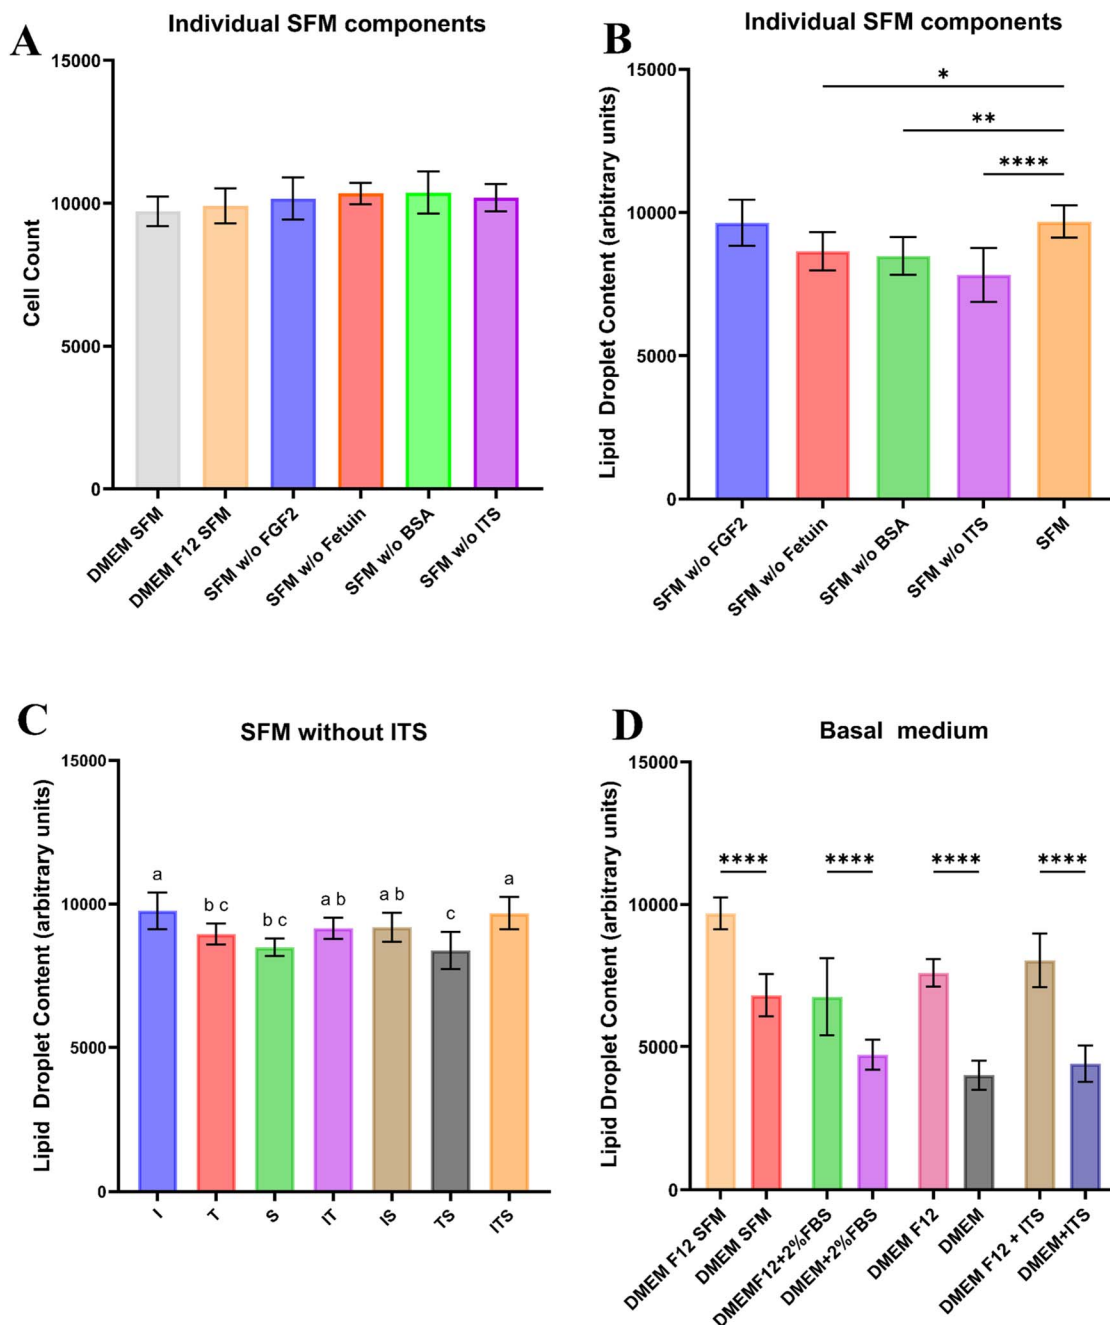 A
Individual SFM components
Cell Count
15000
10000
5000
0
DMEM SFM
DMEM F12 SFM
SFM w/o FGF2
SFM w/o Fetuin
SFM w/o BSA
SFM w/o ITS
B
Individual SFM components
Lipid Droplet Content (arbitrary units)
15000
10000
5000
0
*
**
****
SFM w/o FGF2
SFM w/o Fetuin
SFM w/o BSA
SFM w/o ITS
SFM
C
SFM without ITS
Lipid Droplet Content (arbitrary units)
15000
10000
5000
0
a
b c
b c
a b
a b
c
a
I
T
S
IT
IS
TS
ITS
D
Basal medium
Lipid Droplet Content (arbitrary units)
15000
10000
5000
0
****
****
****
****
DMEM F12 SFM
DMEM SFM
DMEMF12+2%FBS
DMEM+2%FBS
DMEM F12
DMEM
DMEM F12 + ITS
DMEM+ITS